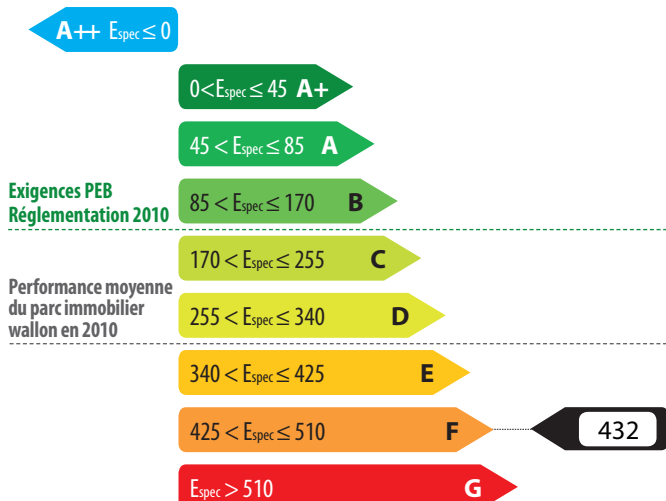 A++ Espec ≤ 0
0 < Espec ≤ 45 A+
45 < Espec ≤ 85 A
Exigences PEB
Réglementation 2010
85 < Espec ≤ 170 B
170 < Espec ≤ 255 C
Performance moyenne
du parc immobilier
wallon en 2010
255 < Espec ≤ 340 D
340 < Espec ≤ 425 E
425 < Espec ≤ 510 F 432
Espec > 510 G